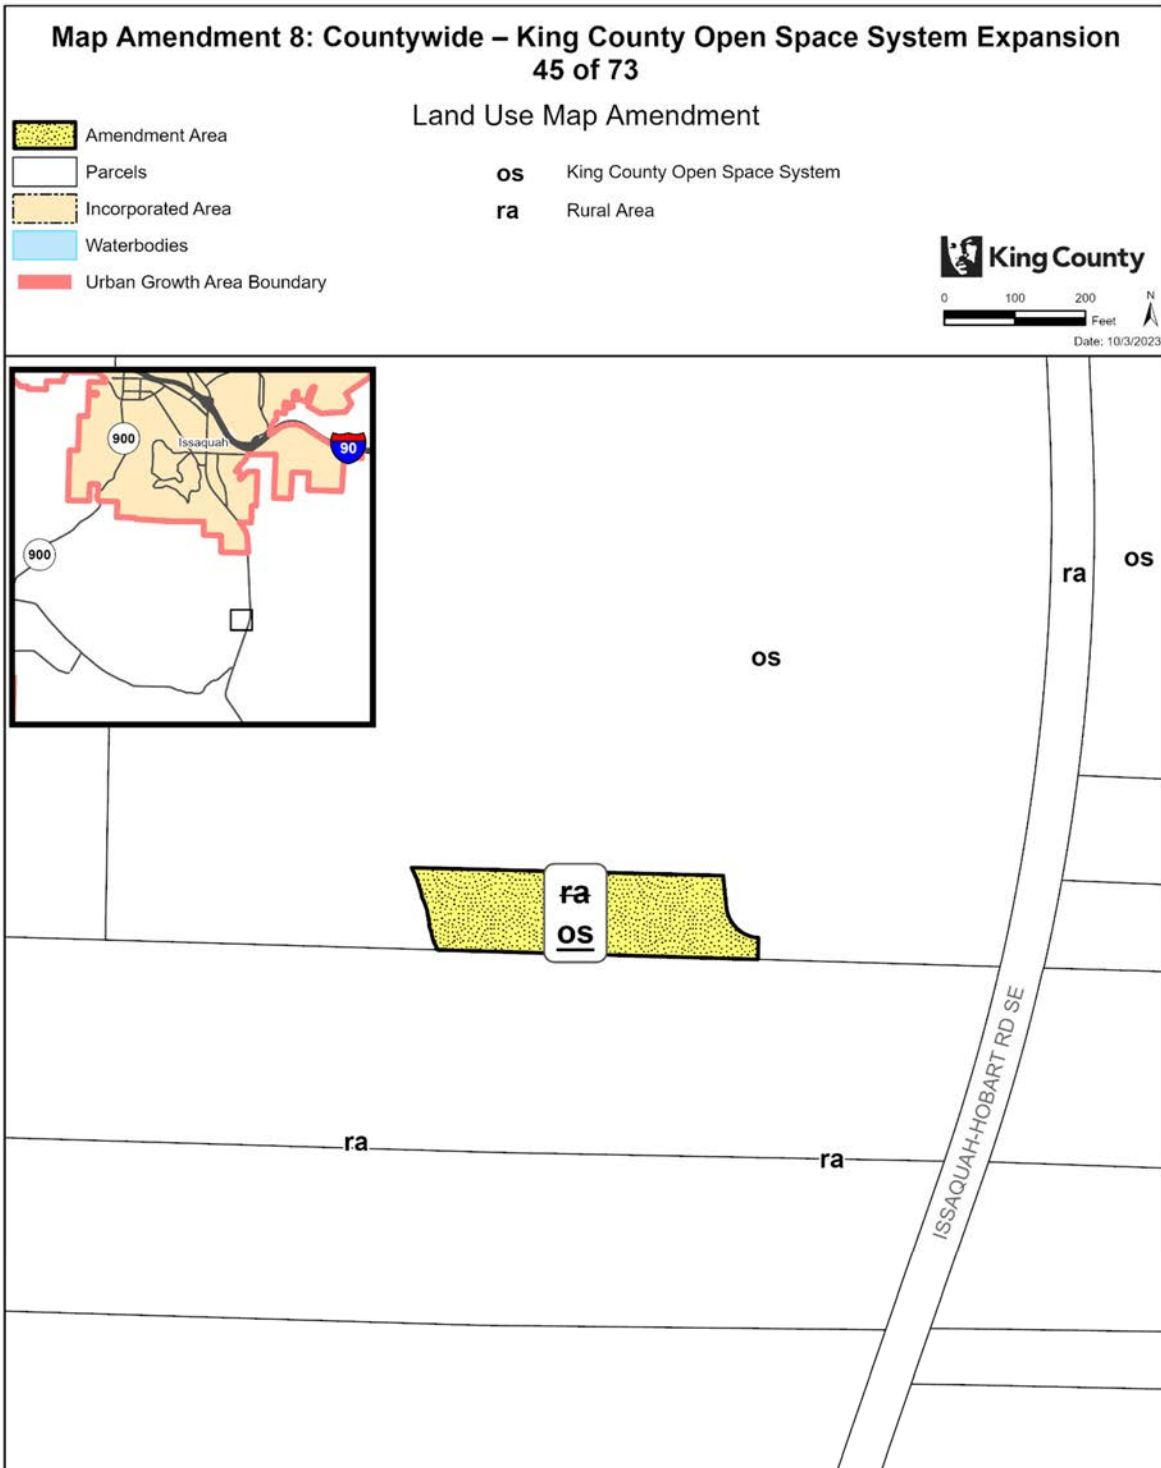 Map Amendment 8: Countywide – King County Open Space System Expansion
45 of 73
Land Use Map Amendment
Amendment Area
Parcels
Incorporated Area
Waterbodies
Urban Growth Area Boundary
os King County Open Space System
ra Rural Area
King County
0 100 200
Feet
N
Date: 10/3/2023
900
Issaquah
90
900
ra
os
os
ra
os
ISSAQUAH-HOBART RD SE
ra
ra